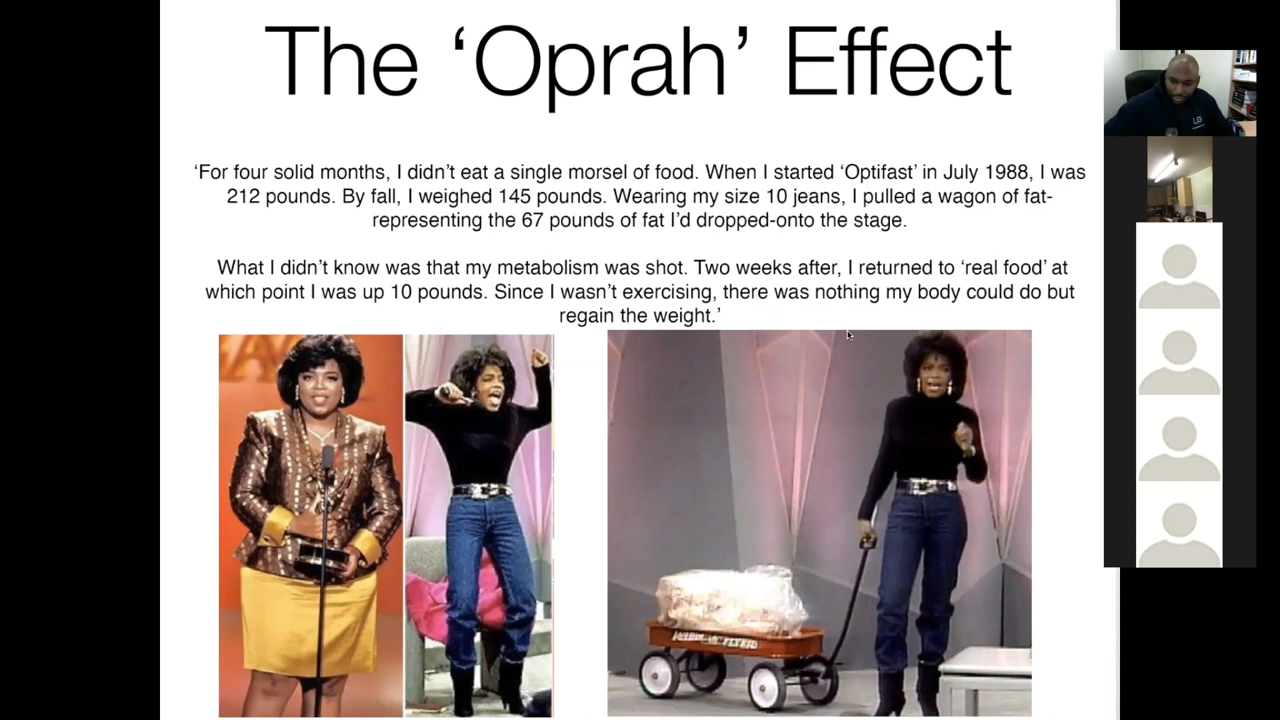 The ‘Oprah’ Effect
‘For four solid months, I didn’t eat a single morsel of food. When I started ‘Optifast’ in July 1988, I was
212 pounds. By fall, I weighed 145 pounds. Wearing my size 10 jeans, I pulled a wagon of fat-
representing the 67 pounds of fat I’d dropped-onto the stage.
What I didn’t know was that my metabolism was shot. Two weeks after, I returned to ‘real food’ at
which point I was up 10 pounds. Since I wasn’t exercising, there was nothing my body could do but
regain the weight.’